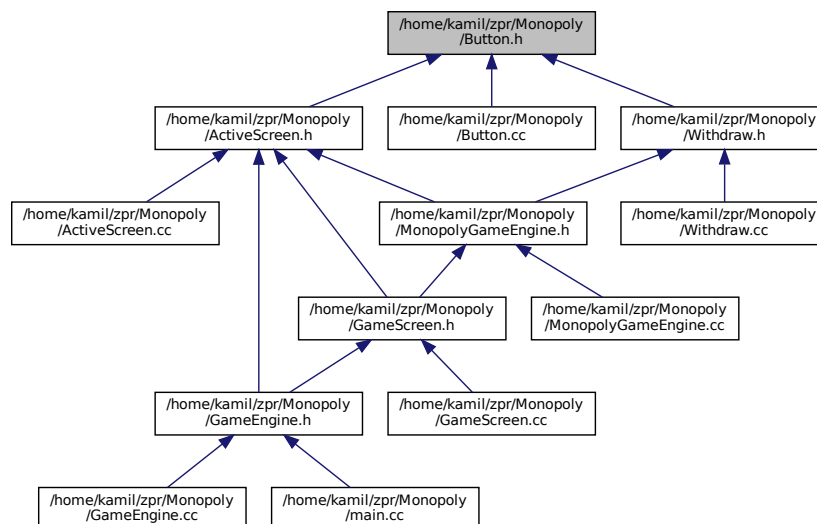 /home/kamil/zpr/Monopoly
/Button.h
/home/kamil/zpr/Monopoly
/ActiveScreen.h
/home/kamil/zpr/Monopoly
/Button.cc
/home/kamil/zpr/Monopoly
/Withdraw.h
/home/kamil/zpr/Monopoly
/ActiveScreen.cc
/home/kamil/zpr/Monopoly
/MonopolyGameEngine.h
/home/kamil/zpr/Monopoly
/Withdraw.cc
/home/kamil/zpr/Monopoly
/GameScreen.h
/home/kamil/zpr/Monopoly
/MonopolyGameEngine.cc
/home/kamil/zpr/Monopoly
/GameEngine.h
/home/kamil/zpr/Monopoly
/GameScreen.cc
/home/kamil/zpr/Monopoly
/GameEngine.cc
/home/kamil/zpr/Monopoly
/main.cc